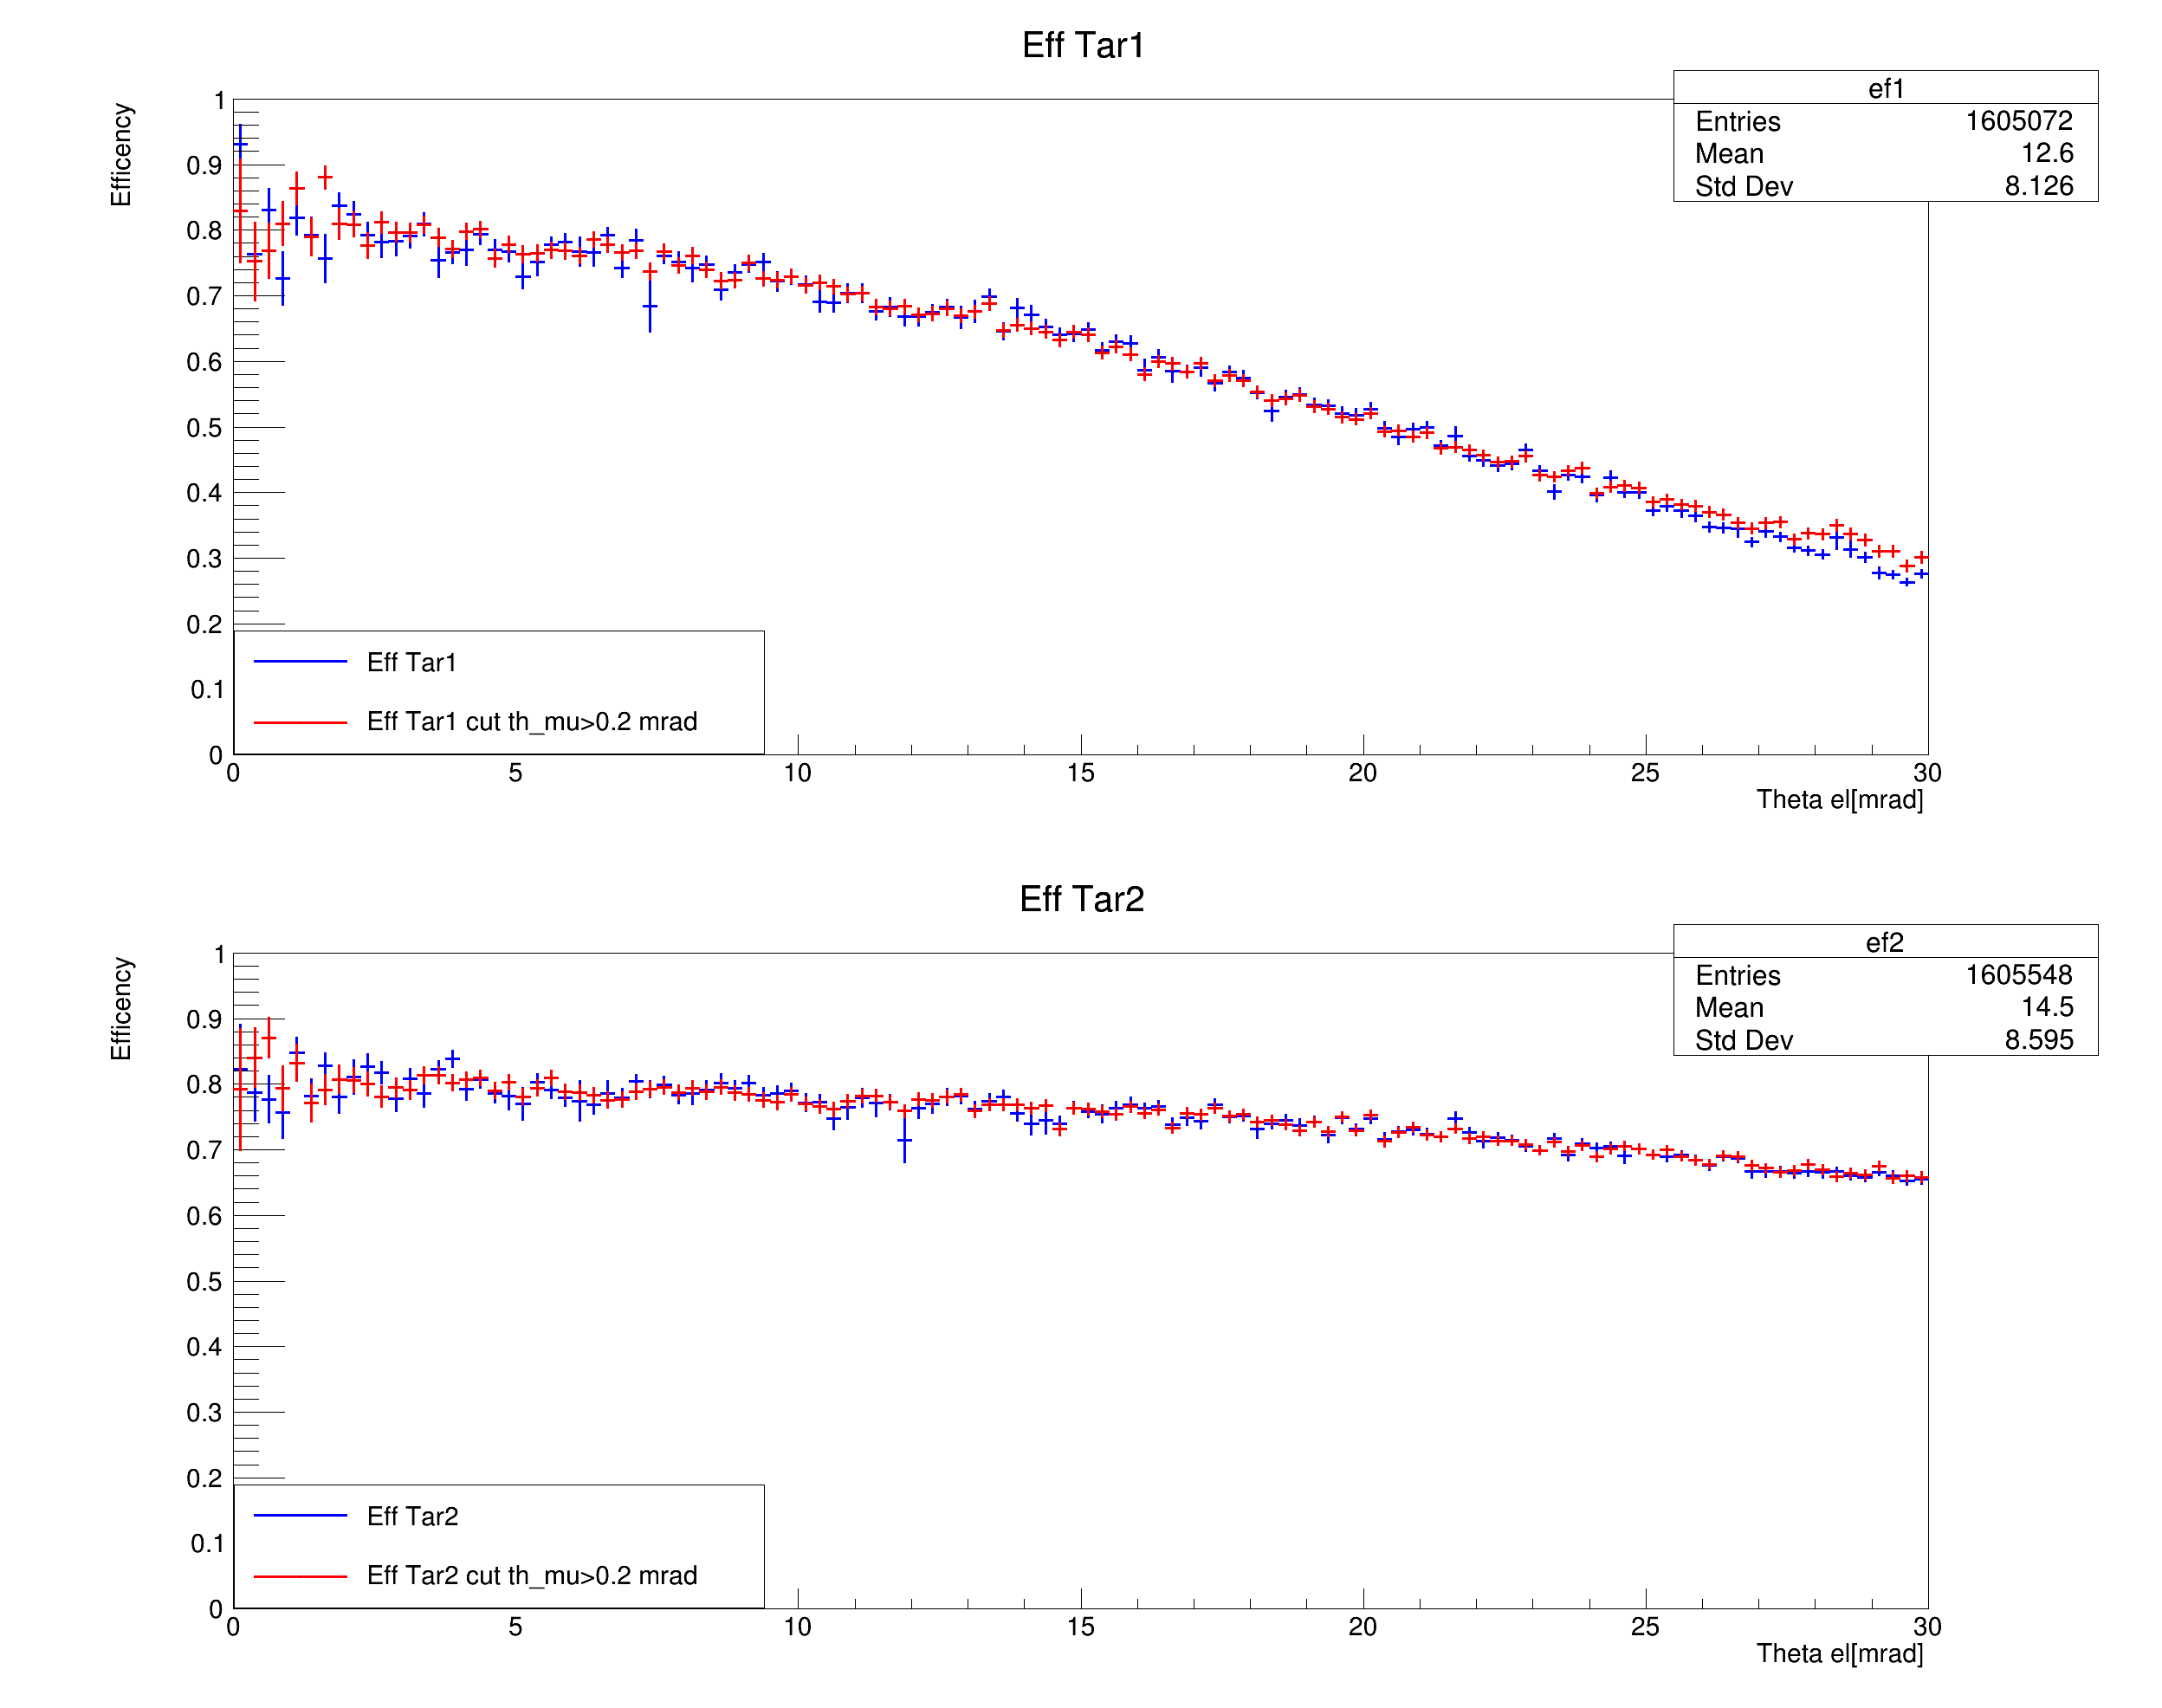 Eff Tar1
ef1
Entries 1605072
Mean 12.6
Std Dev 8.126
Efficency
1
0.9
0.8
0.7
0.6
0.5
0.4
0.3
0.2
0.1
0
Eff Tar1
Eff Tar1 cut th_mu>0.2 mrad
0 5 10 15 20 25 30
Theta el[mrad]
Eff Tar2
ef2
Entries 1605548
Mean 14.5
Std Dev 8.595
Efficency
1
0.9
0.8
0.7
0.6
0.5
0.4
0.3
0.2
0.1
0
Eff Tar2
Eff Tar2 cut th_mu>0.2 mrad
0 5 10 15 20 25 30
Theta el[mrad]